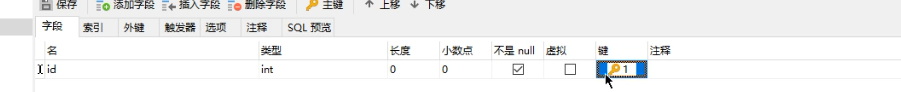 保存 添加字段 插入字段 删除字段 主键 上移 下移
字段 索引 外键 触发器 选项 注释 SQL 预览
名 类型 长度 小数点 不是 null 虚拟 键 注释
id int 0 0 1